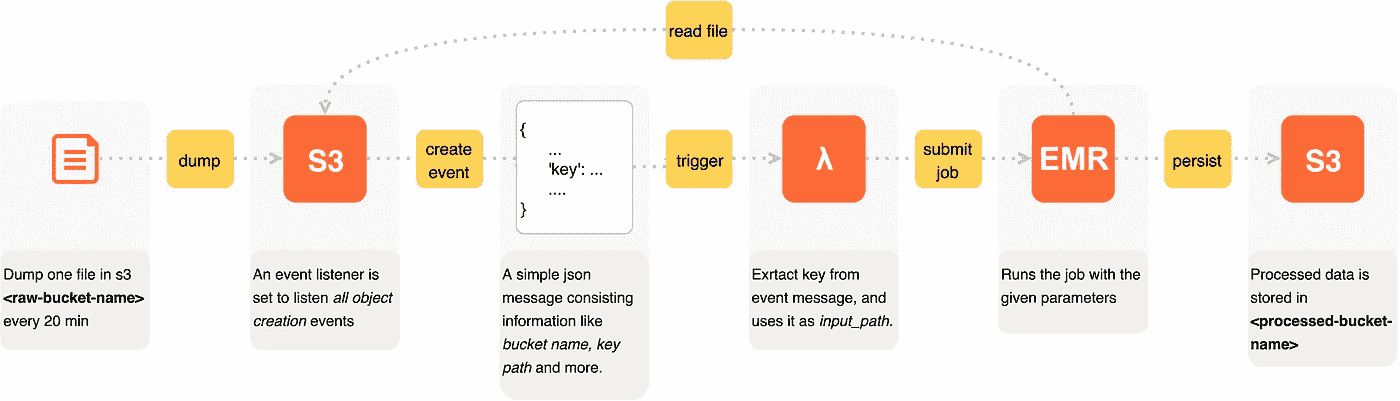 read file
dump
S3
create
event
{
...
'key': ...
....
}
trigger
λ
submit
job
EMR
persist
S3
Dump one file in s3
<raw-bucket-name>
every 20 min
An event listener is
set to listen all object
creation events
A simple json
message consisting
information like
bucket name, key
path and more.
Exrtact key from
event message, and
uses it as input_path.
Runs the job with the
given parameters
Processed data is
stored in
<processed-bucket-
name>